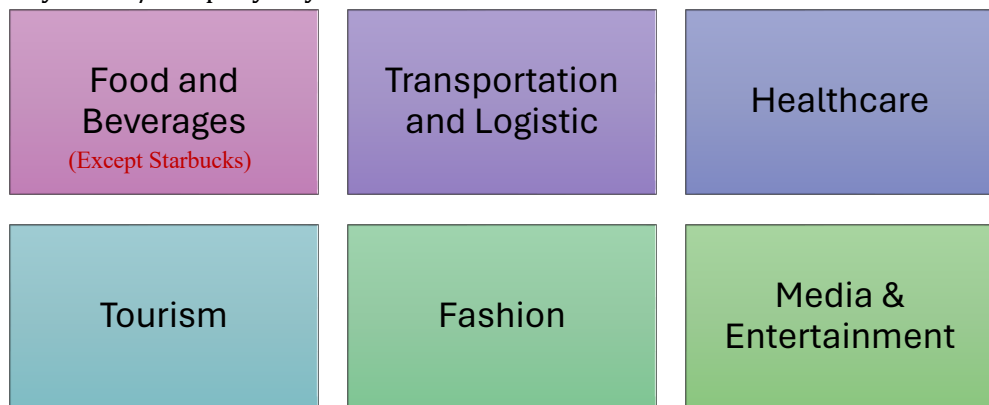 Food and
Beverages
(Except Starbucks)
Transportation
and Logistic
Healthcare
Tourism
Fashion
Media &
Entertainment